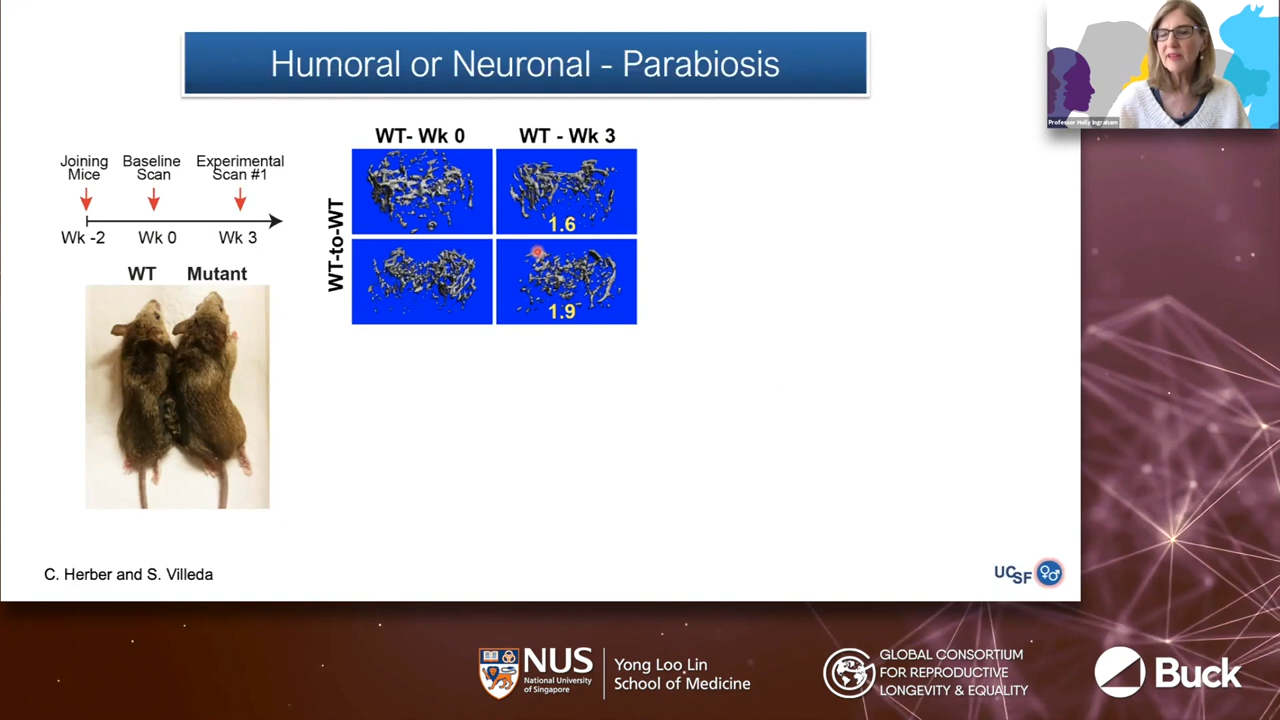 Humoral or Neuronal - Parabiosis
Professor Holly Ingraham
WT- Wk 0
WT - Wk 3
Joining
Mice
Baseline
Scan
Experimental
Scan #1
Wk -2
Wk 0
Wk 3
WT-to-WT
1.6
1.9
WT
Mutant
C. Herber and S. Villeda
UCSF
NUS
National University
of Singapore
Yong Loo Lin
School of Medicine
GLOBAL CONSORTIUM
FOR REPRODUCTIVE
LONGEVITY & EQUALITY
Buck